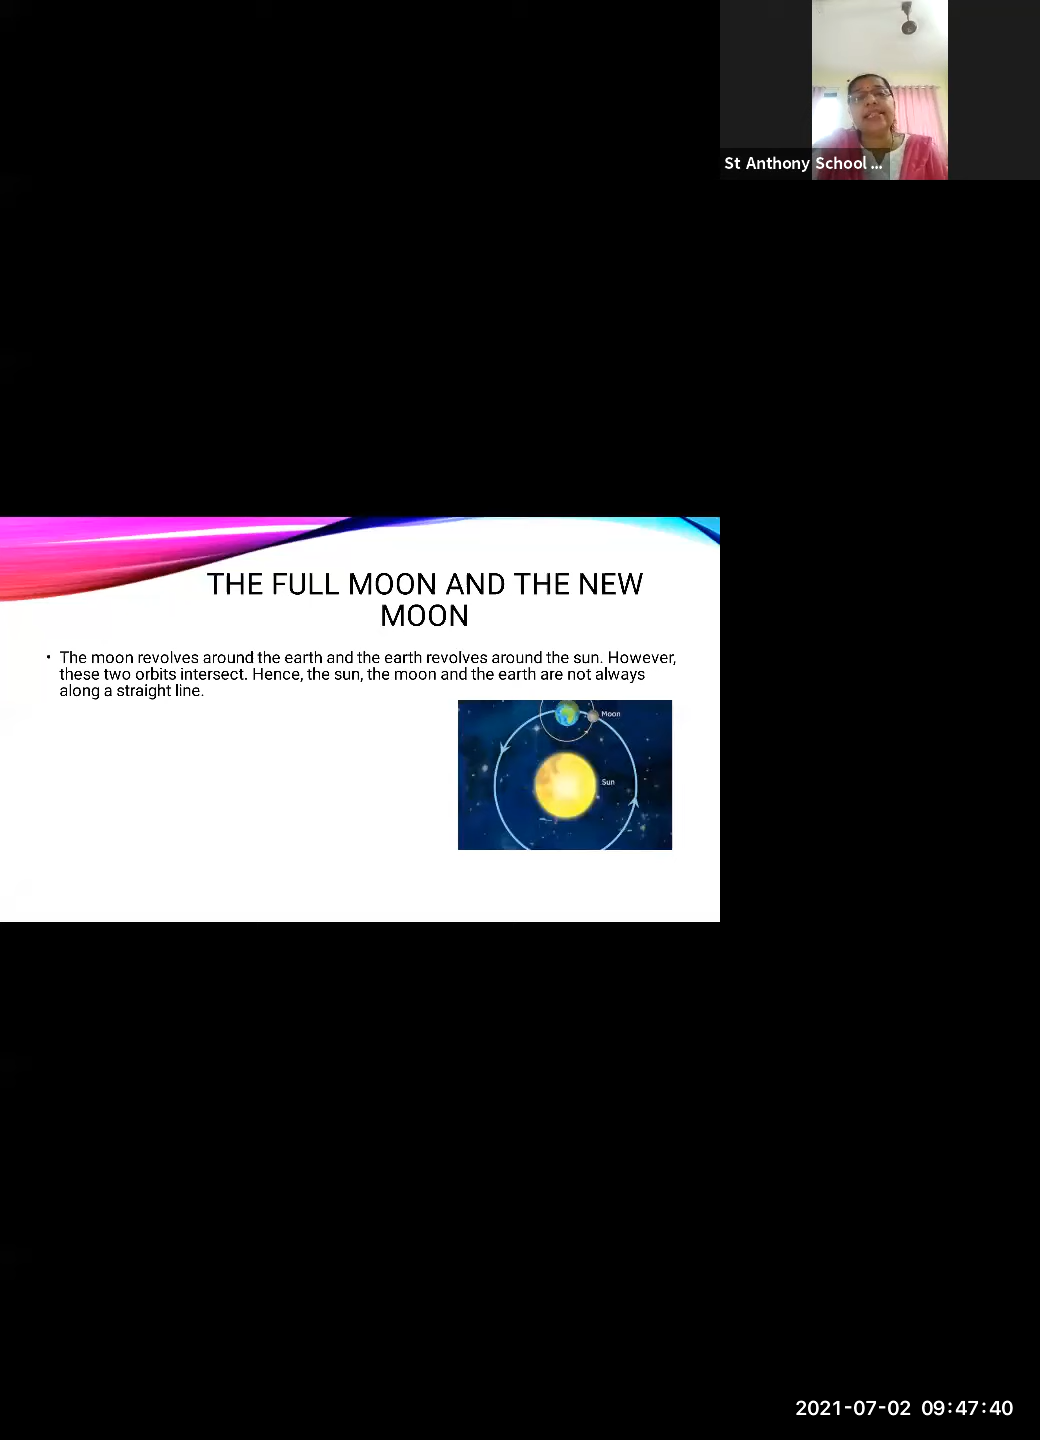 St Anthony School ...
THE FULL MOON AND THE NEW
MOON
• The moon revolves around the earth and the earth revolves around the sun. However,
these two orbits intersect. Hence, the sun, the moon and the earth are not always
along a straight line.
Moon
Sun
2021-07-02 09:47:40